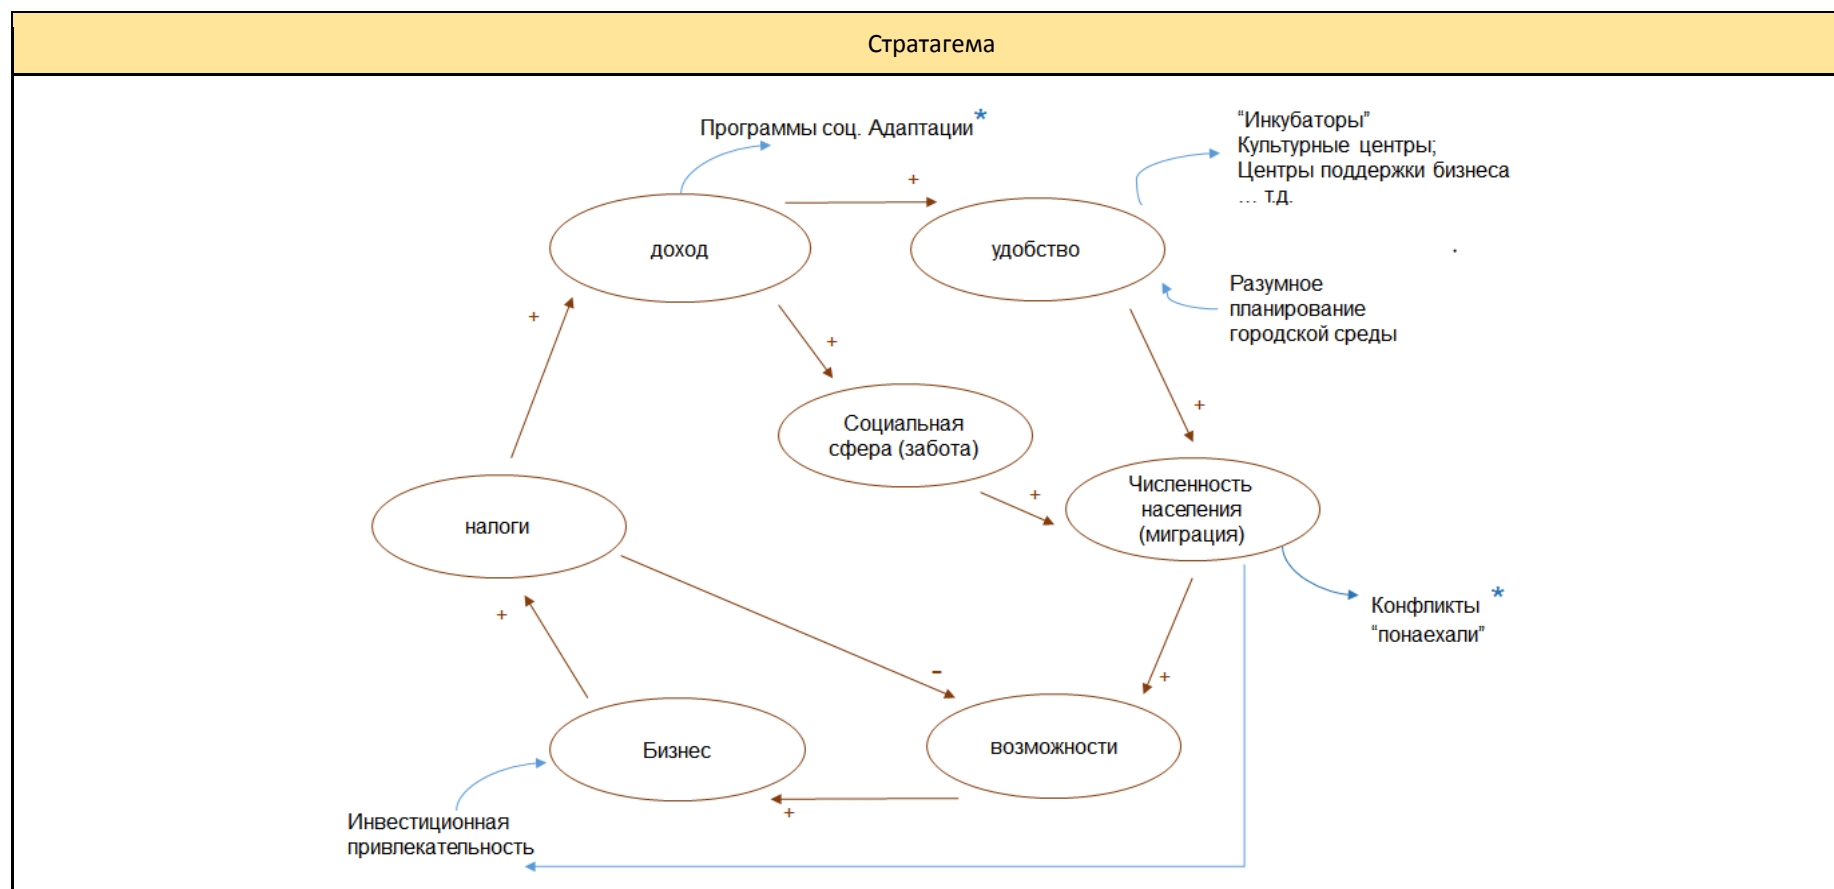 Стратагема
Программы соц. Адаптации*
“Инкубаторы”
Культурные центры;
Центры поддержки бизнеса
… т.д.
+
доход
удобство
Разумное
планирование
городской среды
+
+
+
Социальная
сфера (забота)
+
Численность
населения
(миграция)
налоги
Конфликты *
“понаехали”
+
-
+
Бизнес
возможности
+
Инвестиционная
привлекательность